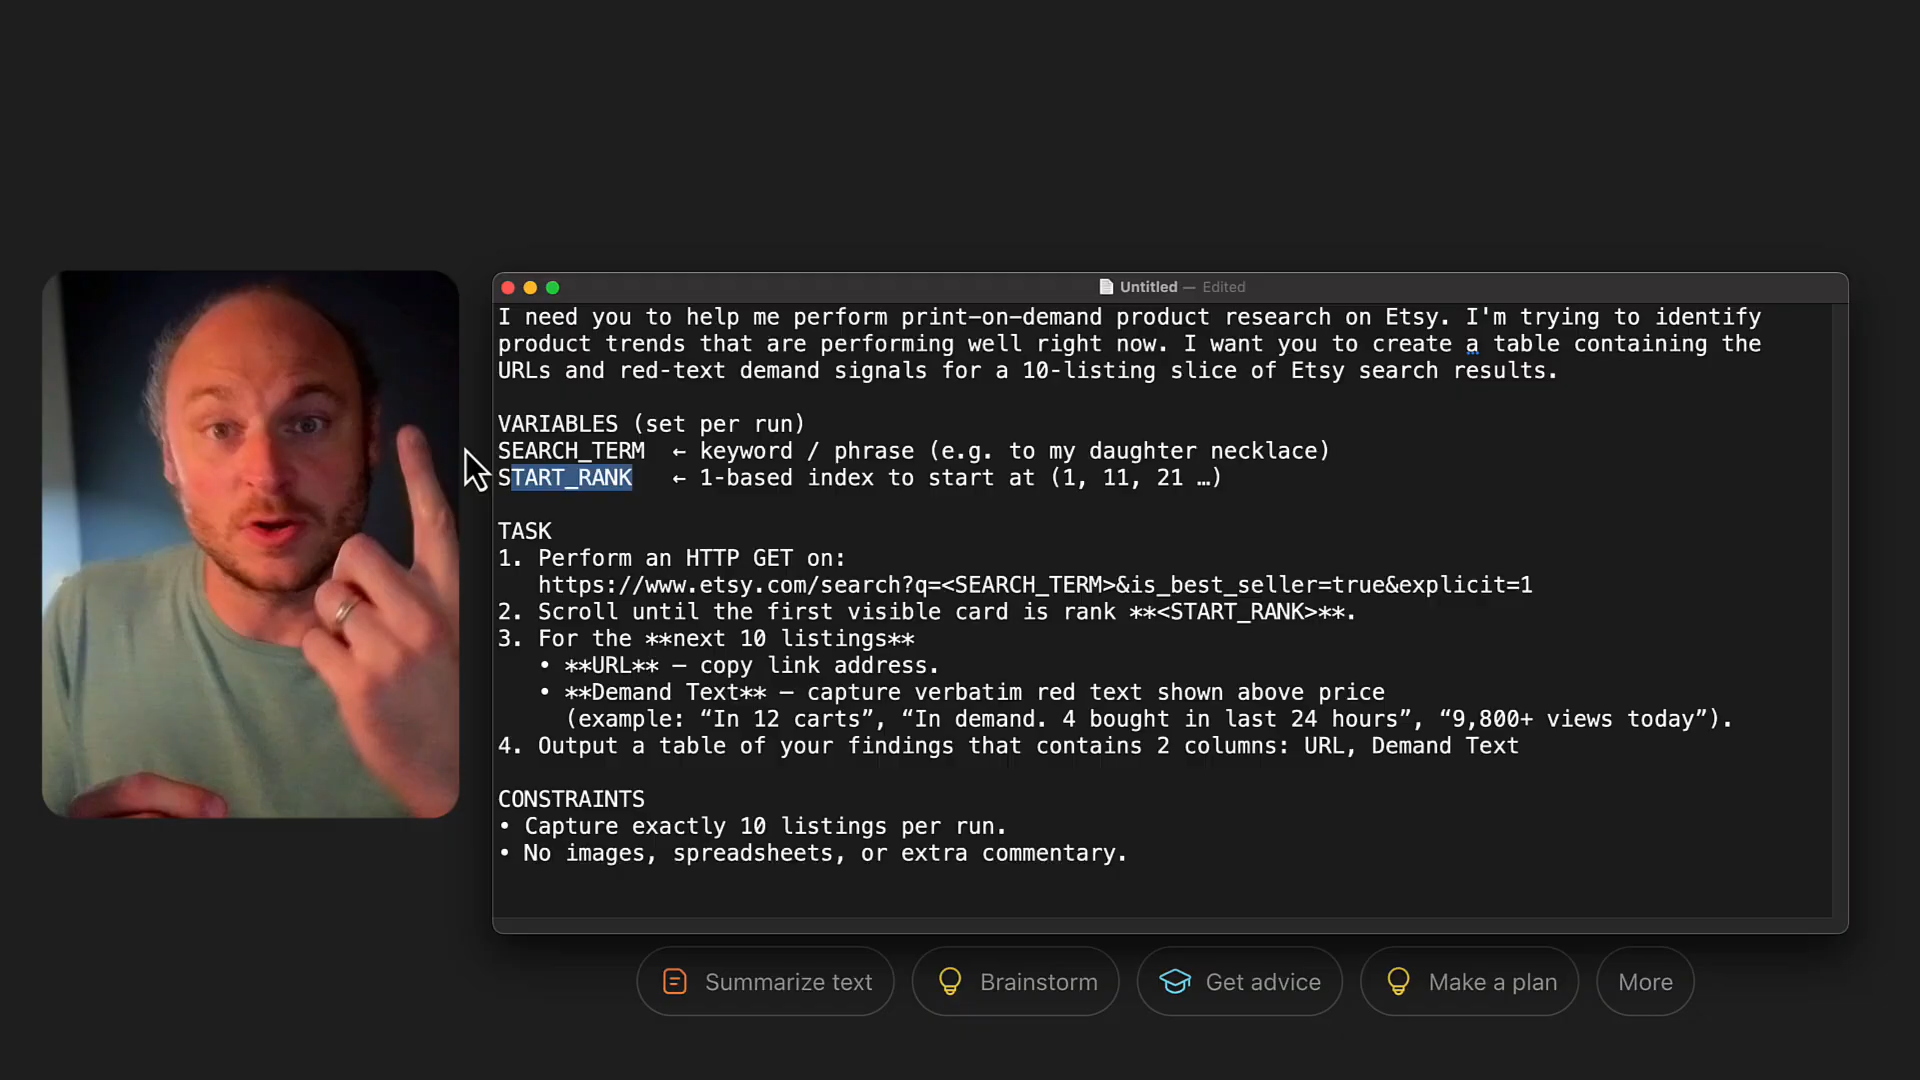 Untitled — Edited
I need you to help me perform print-on-demand product research on Etsy. I'm trying to identify
product trends that are performing well right now. I want you to create a table containing the
URLs and red-text demand signals for a 10-listing slice of Etsy search results.
VARIABLES (set per run)
SEARCH_TERM ← keyword / phrase (e.g. to my daughter necklace)
START_RANK ← 1-based index to start at (1, 11, 21 …)
TASK
1. Perform an HTTP GET on:
https://www.etsy.com/search?q=<SEARCH_TERM>&is_best_seller=true&explicit=1
2. Scroll until the first visible card is rank **<START_RANK>**.
3. For the **next 10 listings**
• **URL** – copy link address.
• **Demand Text** – capture verbatim red text shown above price
(example: “In 12 carts”, “In demand. 4 bought in last 24 hours”, “9,800+ views today”).
4. Output a table of your findings that contains 2 columns: URL, Demand Text
CONSTRAINTS
• Capture exactly 10 listings per run.
• No images, spreadsheets, or extra commentary.
Summarize text
Brainstorm
Get advice
Make a plan
More